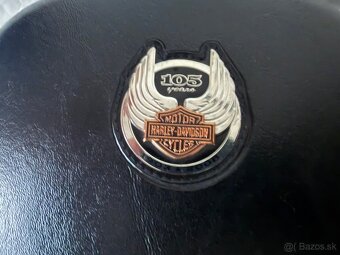 105
years
MOTOR
HARLEY-DAVIDSON
CYCLES
© Bazos.sk